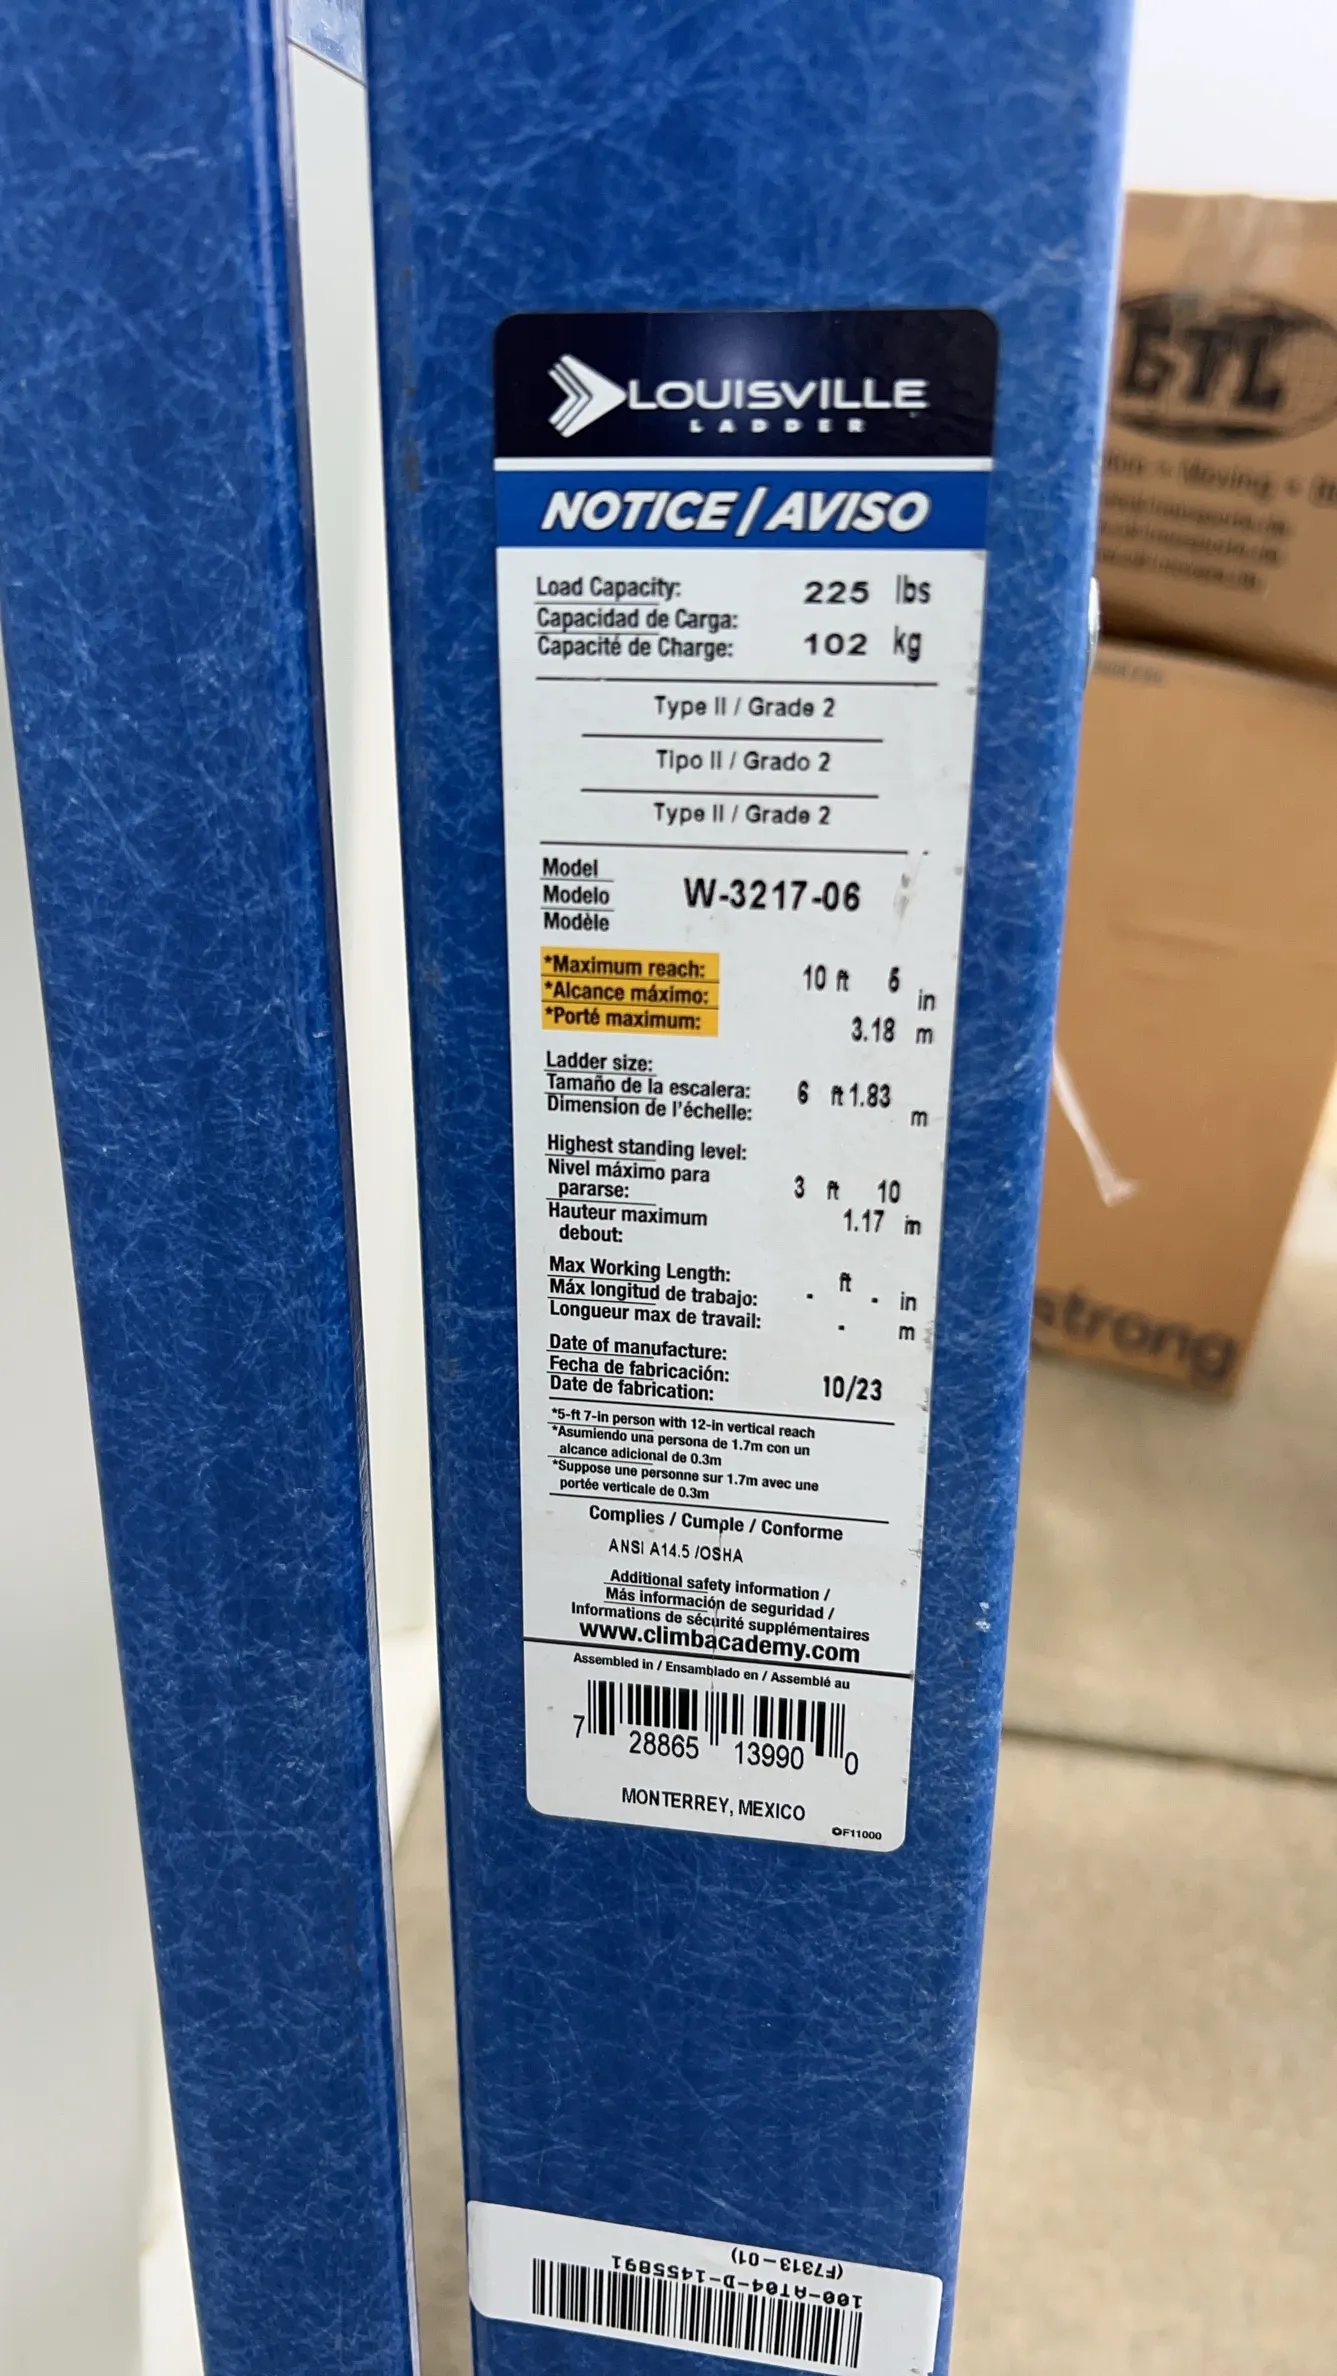 LOUISVILLE
LADDER
NOTICE / AVISO
Load Capacity: 225 lbs
Capacidad de Carga:
Capacité de Charge: 102 kg
Type II / Grade 2
Tipo II / Grado 2
Type II / Grade 2
Model
Modelo W-3217-06
Modèle
*Maximum reach: 10 ft 6 in
*Alcance máximo:
*Porté maximum: 3.18 m
Ladder size:
Tamaño de la escalera: 6 ft 1.83 m
Dimension de l'échelle:
Highest standing level:
Nivel máximo para
pararse: 3 ft 10
Hauteur maximum 1.17 m
debout:
Max Working Length: ft
Máx longitud de trabajo: - - in
Longueur max de travail: - m
Date of manufacture:
Fecha de fabricación:
Date de fabrication: 10/23
*5-ft 7-in person with 12-in vertical reach
*Asumiendo una persona de 1.7m con un
alcance adicional de 0.3m
*Suppose une personne sur 1.7m avec une
portée verticale de 0.3m
Complies / Cumple / Conforme
ANSI A14.5 /OSHA
Additional safety information /
Más información de seguridad /
Informations de sécurité supplémentaires
www.climbacademy.com
Assembled in / Ensamblado en / Assemblé au
7 28865 13990 0
MONTERREY, MEXICO
OF11000
(F7313-01)
100-AT04-D-1455891
GTL
Moving
strong